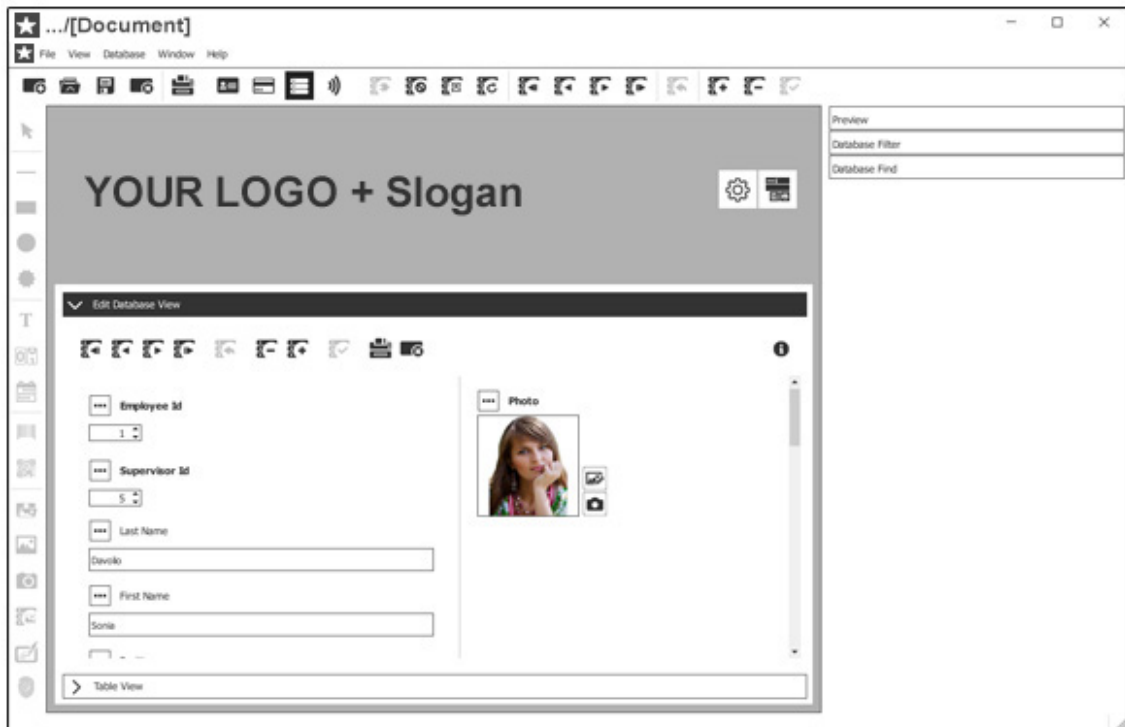 .../[Document]
File View Database Window Help
Preview
Database Filter
Database Find
YOUR LOGO + Slogan
Edit Database View
Employee Id
1
Supervisor Id
5
Last Name
Davolio
First Name
Sonia
Photo
Table View